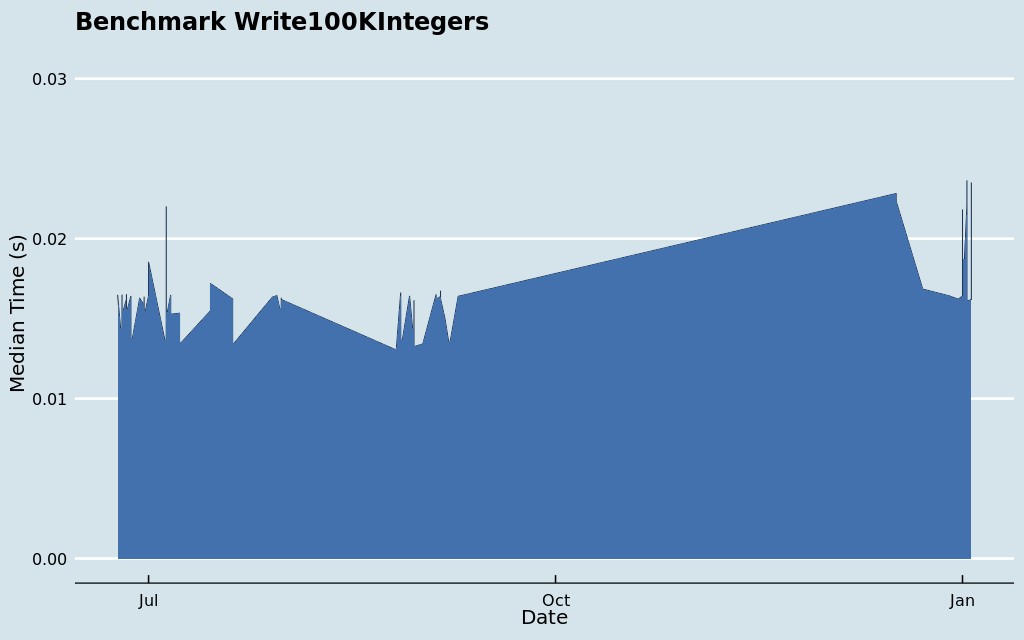 Benchmark Write100KIntegers
0.03
0.02
0.01
0.00
Median Time (s)
Jul
Oct
Jan
Date